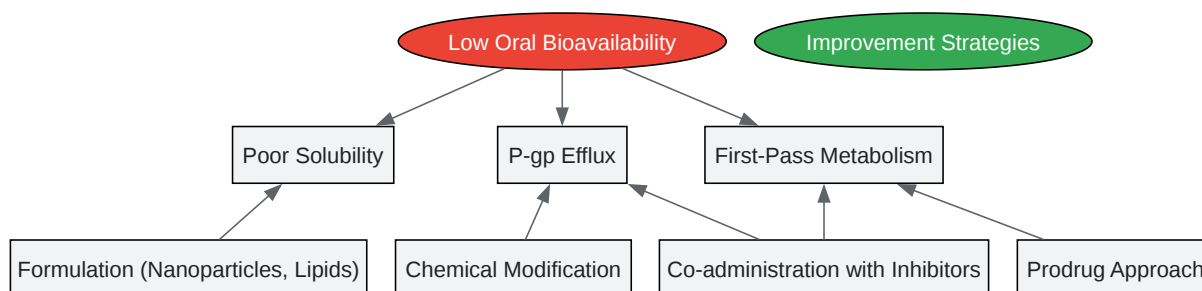 Low Oral Bioavailability
Improvement Strategies
Poor Solubility
P-gp Efflux
First-Pass Metabolism
Formulation (Nanoparticles, Lipids)
Chemical Modification
Co-administration with Inhibitors
Prodrug Approach